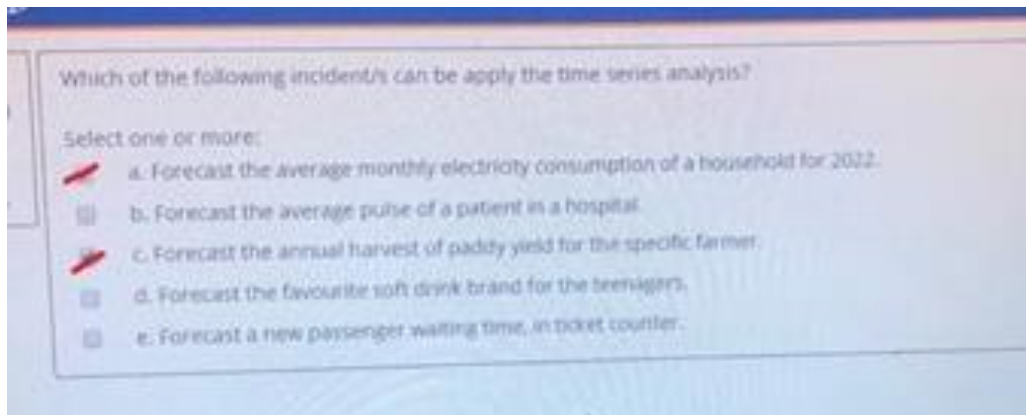 Which of the following incident/s can be apply the time series analysis?
Select one or more:
a. Forecast the average monthly electricity consumption of a household for 2022.
b. Forecast the average pulse of a patient in a hospital.
c. Forecast the annual harvest of paddy yield for the specific farmer.
d. Forecast the favourite soft drink brand for the teenagers.
e. Forecast a new passenger waiting time, in ticket counter.